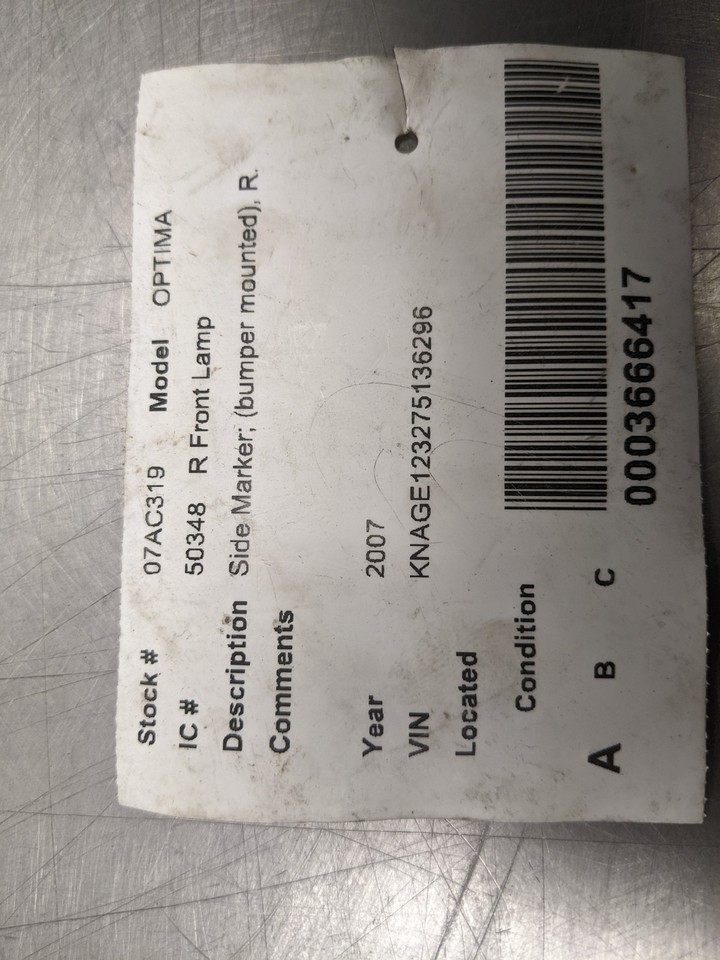 Stock # 07AC319 Model OPTIMA
IC # 50348 R Front Lamp
Description Side Marker; (bumper mounted), R.
Comments
Year 2007
VIN KNAGE123275136296
Located
Condition
A B C
0003666417